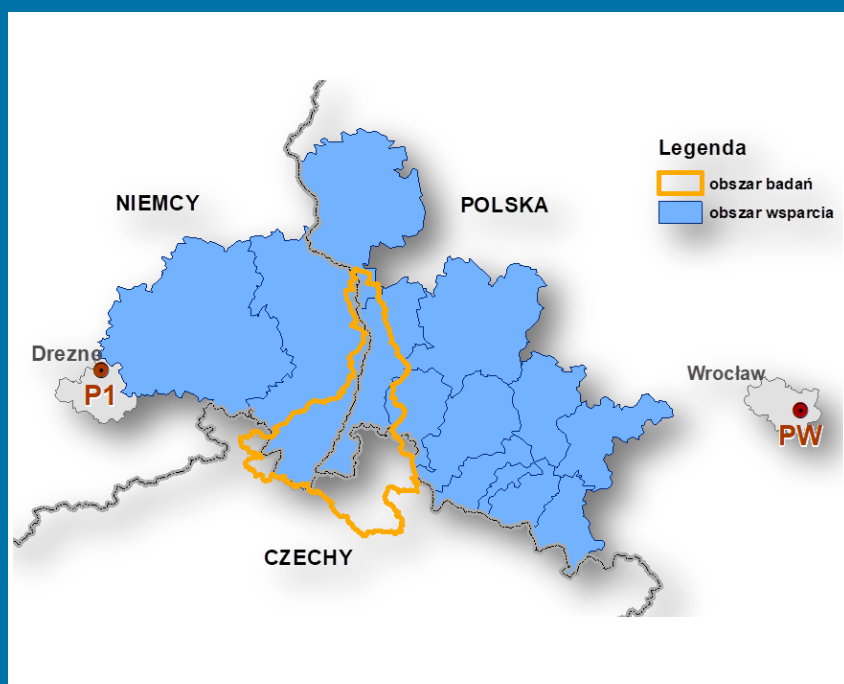 NIEMCY
POLSKA
Legenda
obszar badań
obszar wsparcia
Drezno
P1
Wrocław
PW
CZECHY